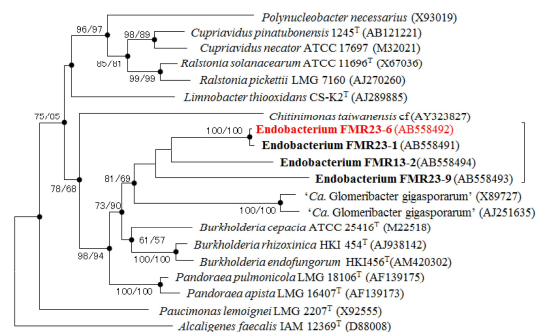 Polynucleobacter necessarius (X93019)
96/97
98/89
Cupriavidus pinatubonensis 1245ᵀ (AB121221)
Cupriavidus necator ATCC 17697 (M32021)
85/81
Ralstonia solanacearum ATCC 11696ᵀ (X67036)
99/99
Ralstonia pickettii LMG 7160 (AJ270260)
Limnobacter thiooxidans CS-K2ᵀ (AJ289885)
75/05
Chitinimonas taiwanensis cf(AY323827)
100/100
Endobacterium FMR23-6 (AB558492)
Endobacterium FMR23-1 (AB558491)
Endobacterium FMR13-2 (AB558494)
78/68
81/69
Endobacterium FMR23-9 (AB558493)
‘Ca. Glomeribacter gigasporarum’ (X89727)
100/100
‘Ca. Glomeribacter gigasporarum’ (AJ251635)
73/90
Burkholderia cepacia ATCC 25416ᵀ (M22518)
61/57
Burkholderia rhizoxinica HKI 454ᵀ (AJ938142)
98/94
100/100
Burkholderia endofungorum HKI456ᵀ(AM420302)
Pandoraea pulmonicola LMG 18106ᵀ (AF139175)
100/100
Pandoraea apista LMG 16407ᵀ (AF139173)
Paucimonas lemoignei LMG 2207ᵀ (X92555)
Alcaligenes faecalis IAM 12369ᵀ (D88008)